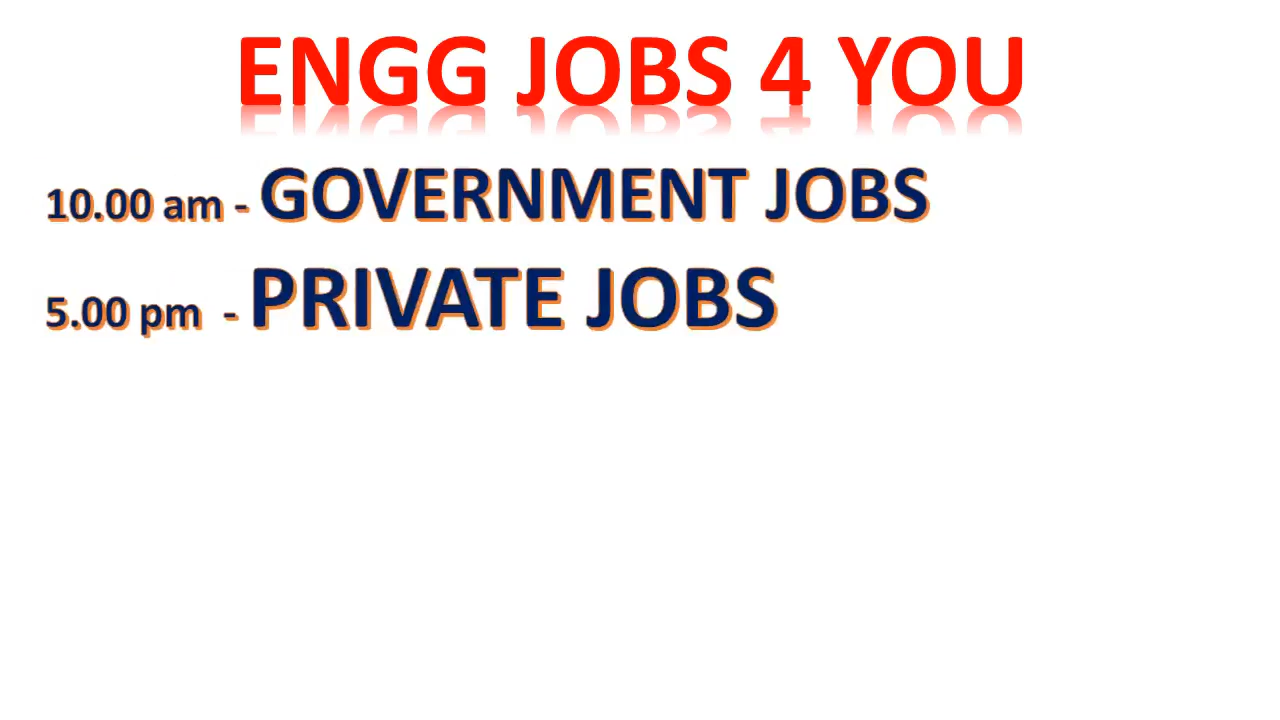 ENGG JOBS 4 YOU
10.00 am - GOVERNMENT JOBS
5.00 pm - PRIVATE JOBS